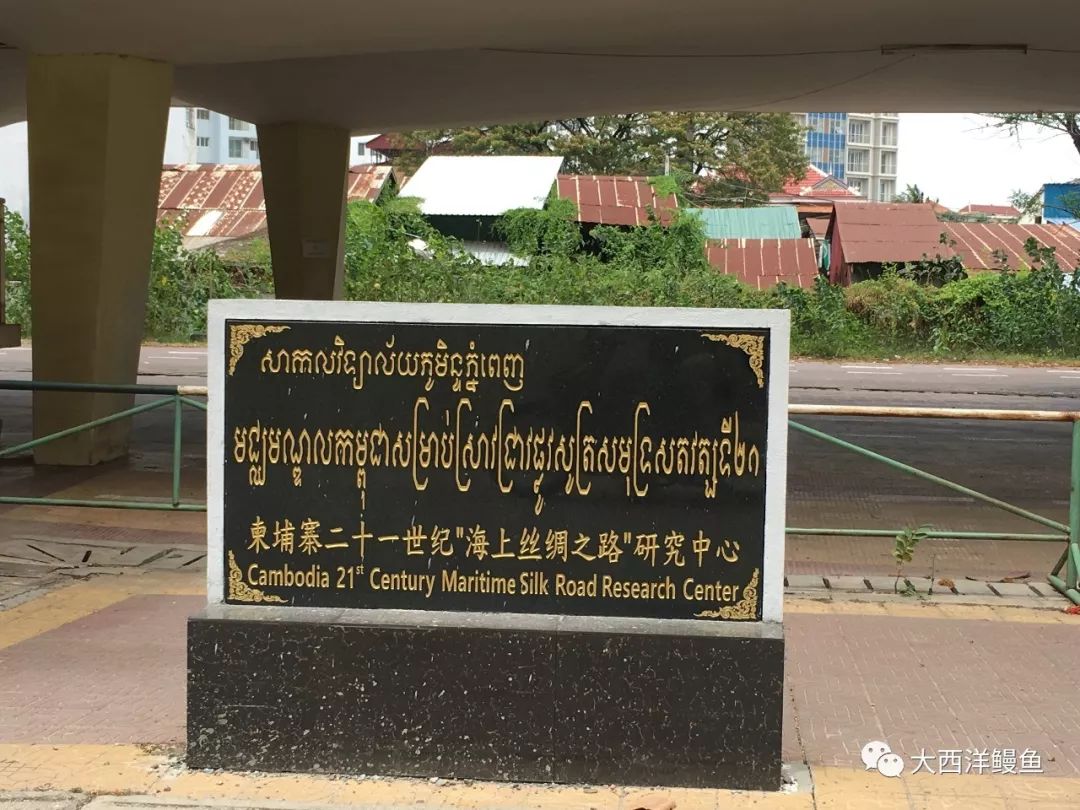 សាកលវិទ្យាល័យភូមិន្ទភ្នំពេញ
មជ្ឈមណ្ឌលកម្ពុជាសម្រាប់ស្រាវជ្រាវផ្លូវសូត្រសមុទ្រសតវត្សទី២១
柬埔寨二十一世纪"海上丝绸之路"研究中心
Cambodia 21st Century Maritime Silk Road Research Center
大西洋鳗鱼